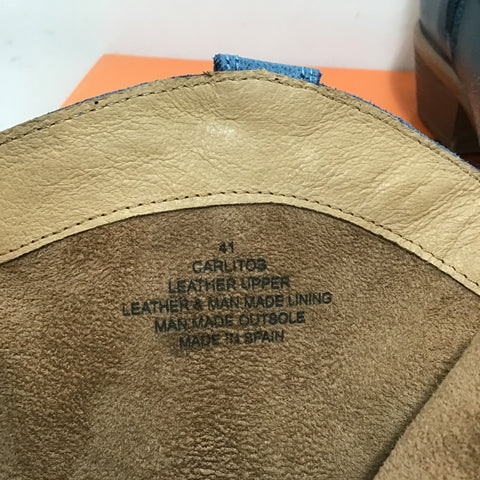 41
CARLITOS
LEATHER UPPER
LEATHER & MAN MADE LINING
MAN MADE OUTSOLE
MADE IN SPAIN